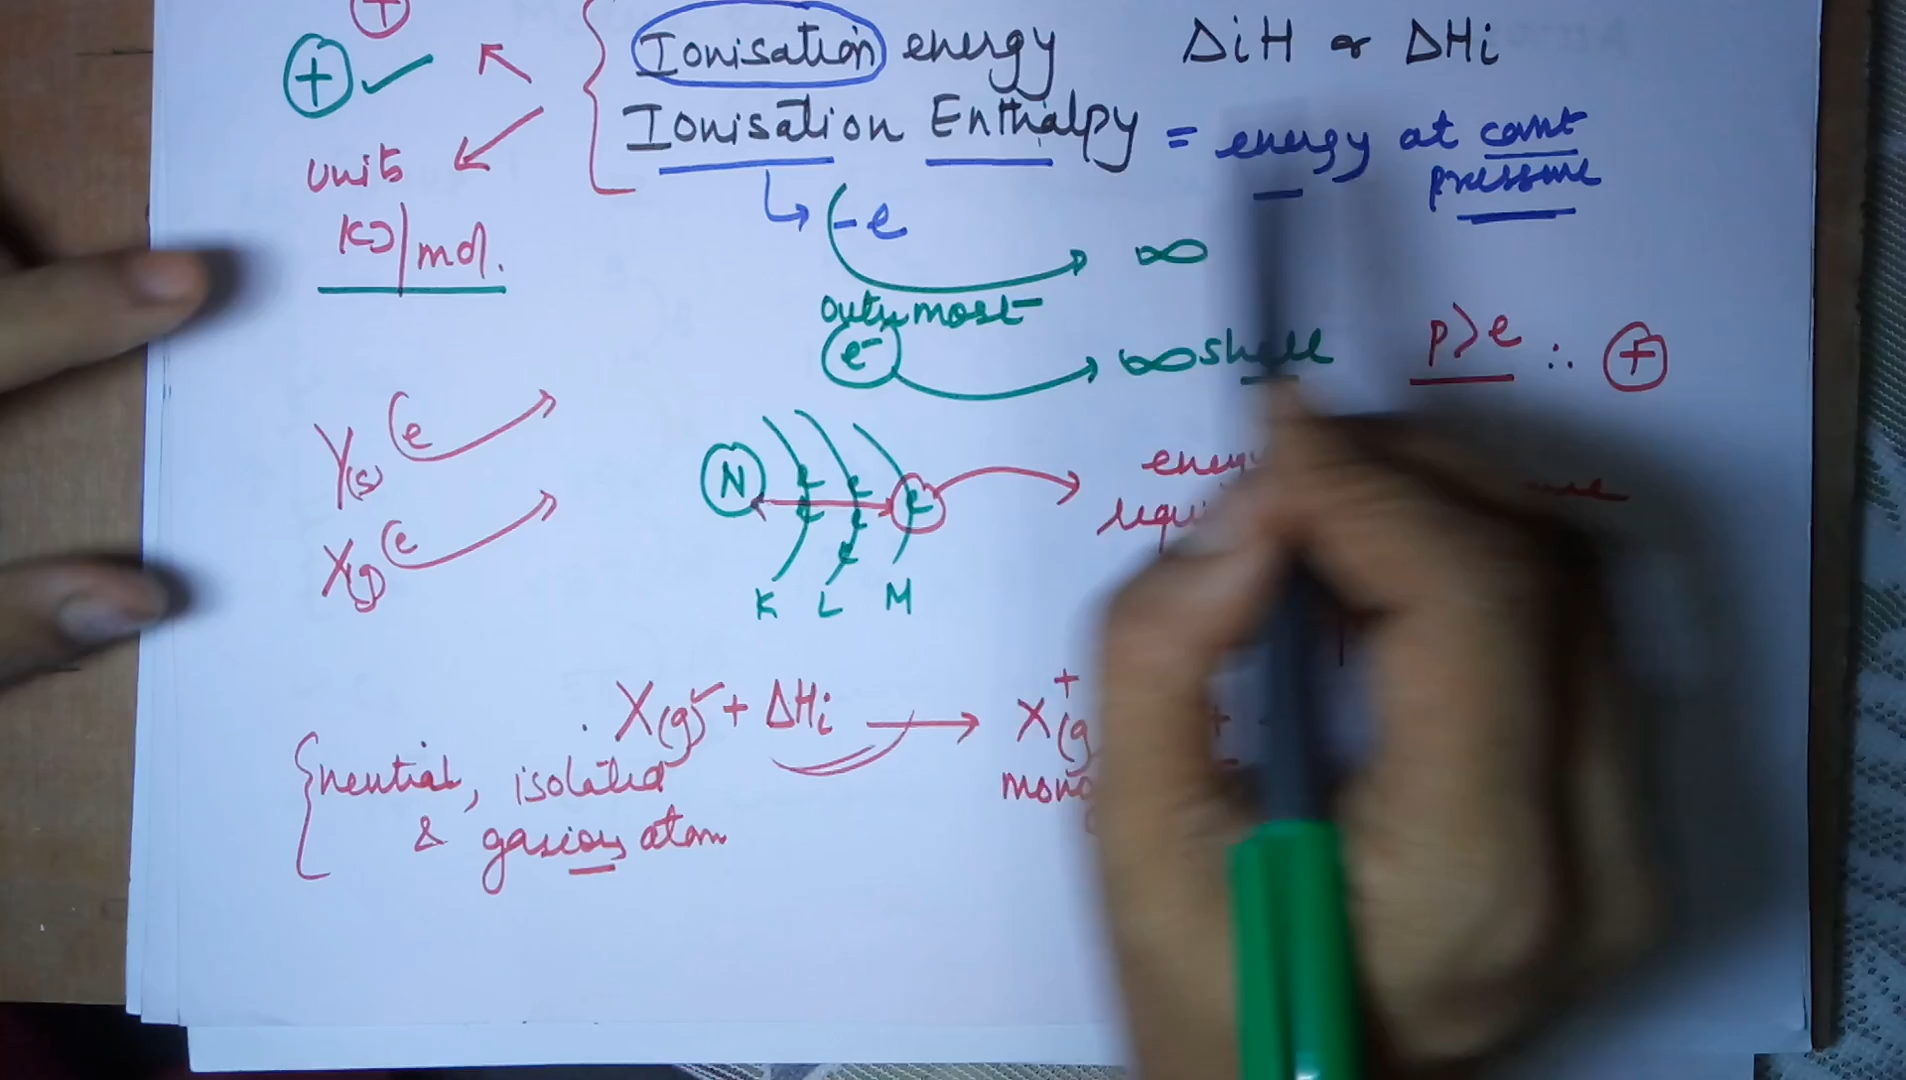 +
+
Ionisation energy ΔiH or ΔHi
Ionisation Enthalpy = energy at const
pressure
units
KJ/mol.
-e ∞
outermost
e- ∞ shell p>e ∴ +
Y(s) e
X(g) e
N
K L M
X(g) + ΔHi → X+(g
neutral, isolated
& gasious atom